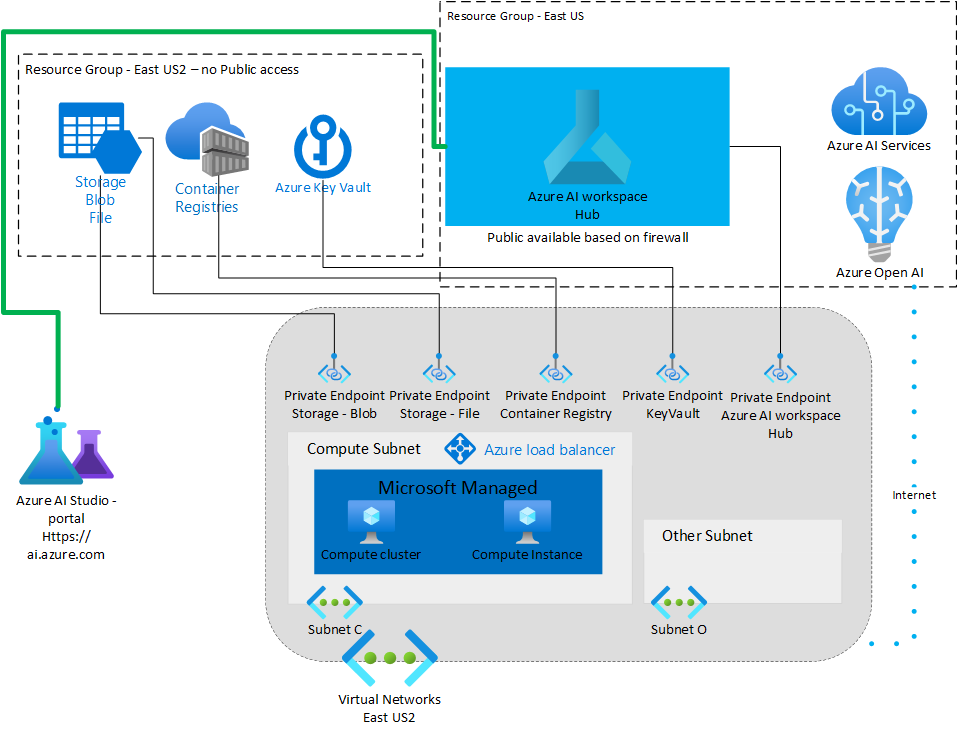 Resource Group - East US
Resource Group - East US2 – no Public access
Storage
Blob
File
Container
Registries
Azure Key Vault
Azure AI workspace
Hub
Public available based on firewall
Azure AI Services
Azure Open AI
Private Endpoint
Storage - Blob
Private Endpoint
Storage - File
Private Endpoint
Container Registry
Private Endpoint
KeyVault
Private Endpoint
Azure AI workspace
Hub
Compute Subnet
Azure load balancer
Microsoft Managed
Compute cluster
Compute Instance
Other Subnet
Internet
Azure AI Studio -
portal
Https://
ai.azure.com
Subnet C
Subnet O
Virtual Networks
East US2